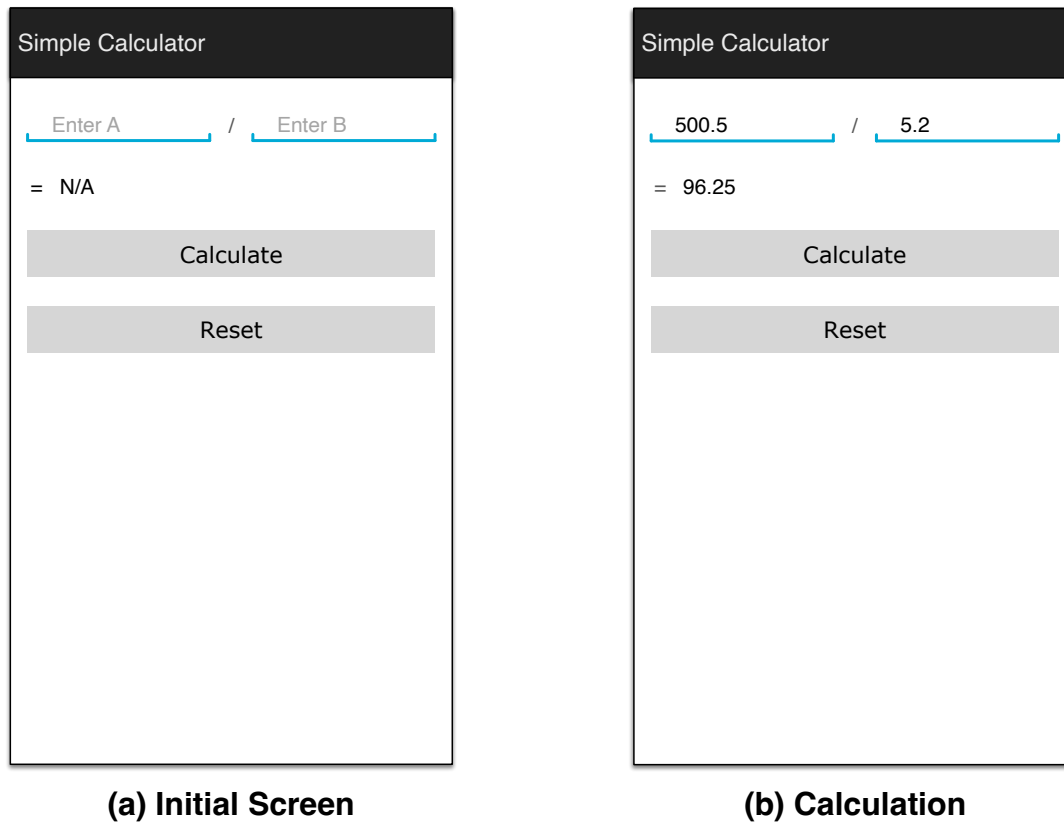 Simple Calculator
Enter A / Enter B
= N/A
Calculate
Reset
(a) Initial Screen
Simple Calculator
500.5 / 5.2
= 96.25
Calculate
Reset
(b) Calculation